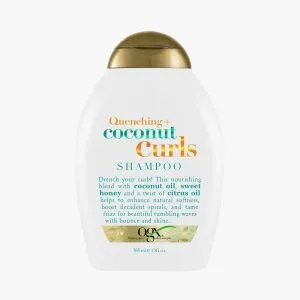 Quenching +
coconut
curls
SHAMPOO
Drench your curls! This nourishing
blend with coconut oil, sweet
honey and a twist of citrus oil
helps to enhance natural softness,
boost decadent spirals, and tame
frizz for beautiful tumbling waves
with bounce and shine.
ogx